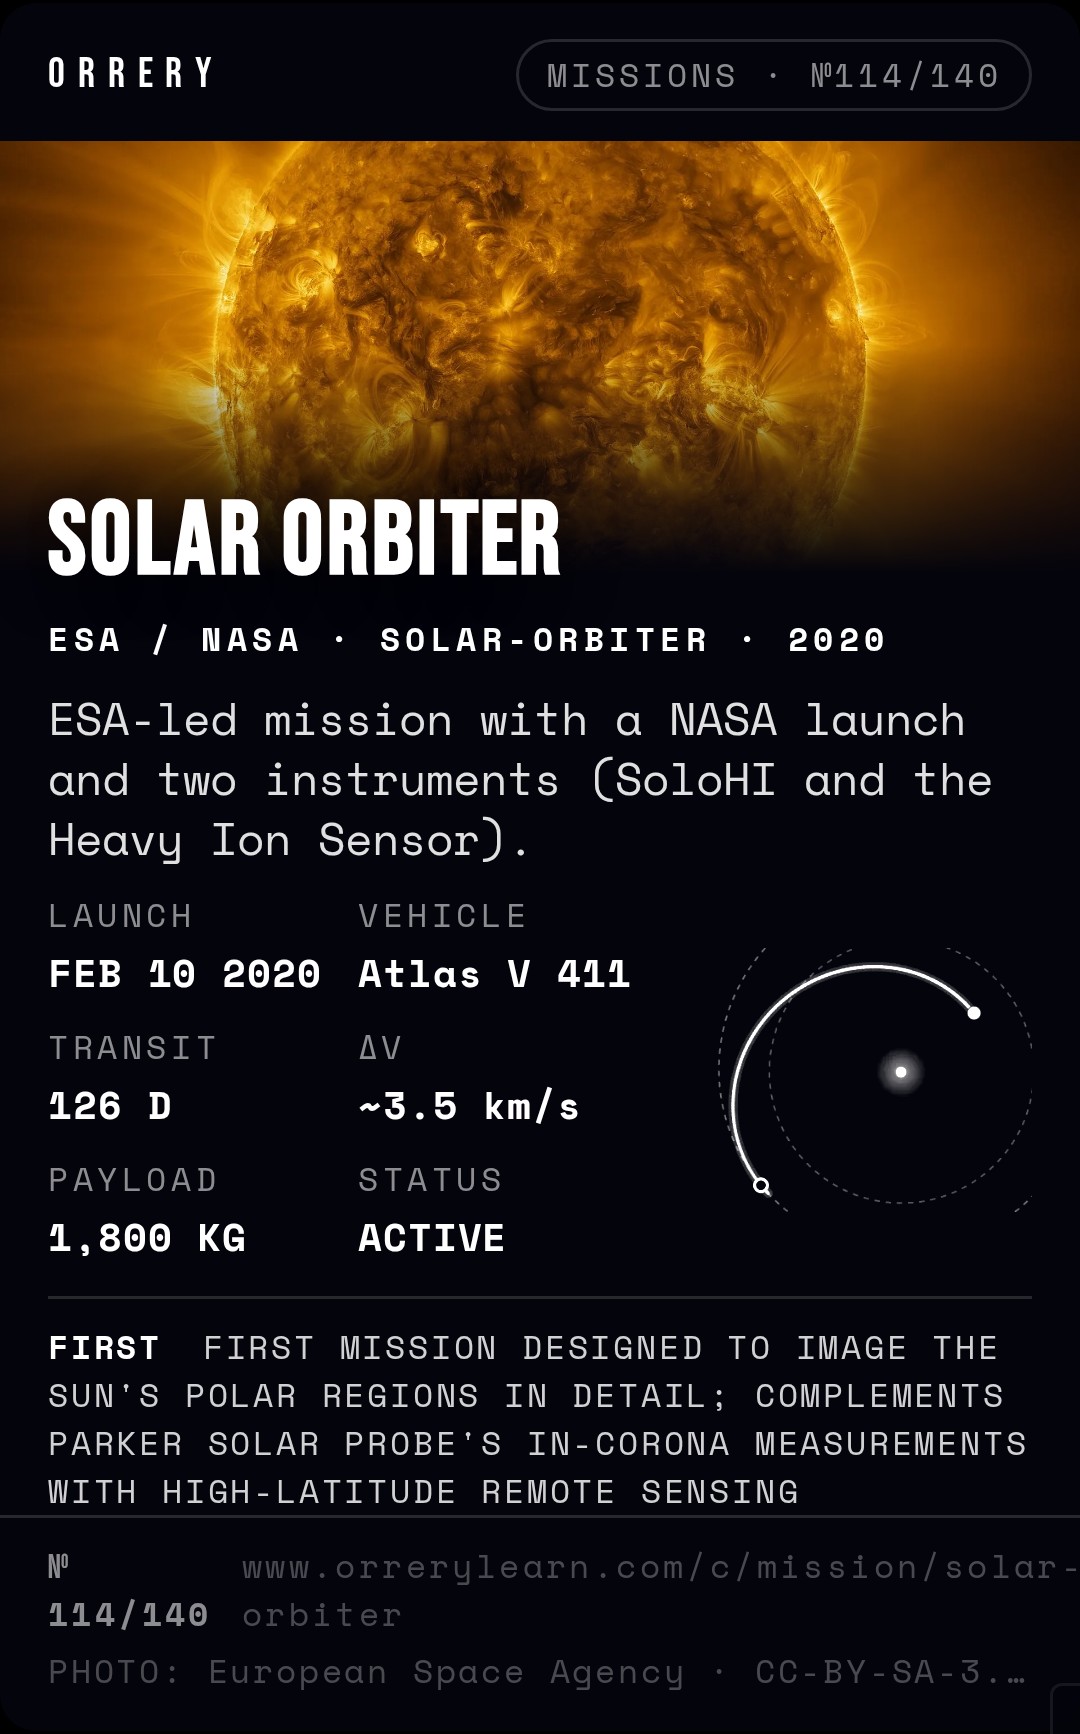 ORRERY
MISSIONS · №114/140
SOLAR ORBITER
ESA / NASA · SOLAR-ORBITER · 2020
ESA-led mission with a NASA launch
and two instruments (SoloHI and the
Heavy Ion Sensor).
LAUNCH VEHICLE
FEB 10 2020 Atlas V 411
TRANSIT ΔV
126 D ~3.5 km/s
PAYLOAD STATUS
1,800 KG ACTIVE
FIRST FIRST MISSION DESIGNED TO IMAGE THE
SUN'S POLAR REGIONS IN DETAIL; COMPLEMENTS
PARKER SOLAR PROBE'S IN-CORONA MEASUREMENTS
WITH HIGH-LATITUDE REMOTE SENSING
№
114/140
www.orrerylearn.com/c/mission/solar-
orbiter
PHOTO: European Space Agency · CC-BY-SA-3.…